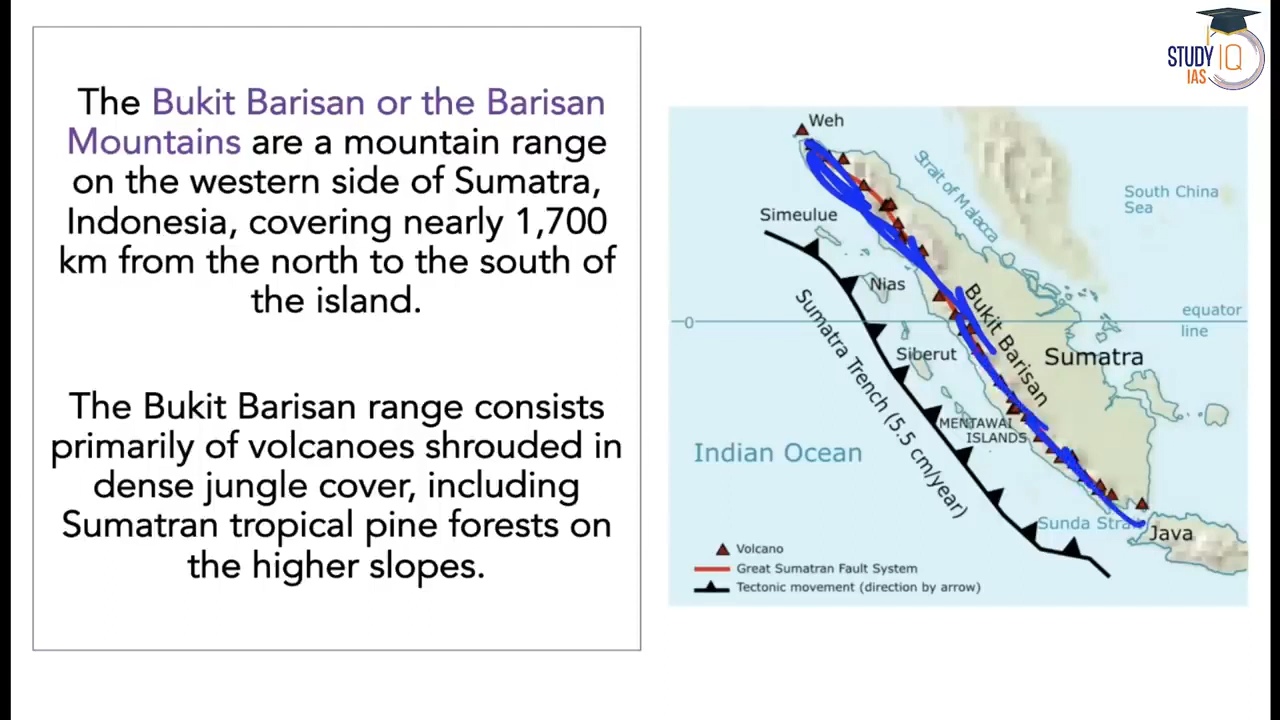 The Bukit Barisan or the Barisan
Mountains are a mountain range
on the western side of Sumatra,
Indonesia, covering nearly 1,700
km from the north to the south of
the island.
The Bukit Barisan range consists
primarily of volcanoes shrouded in
dense jungle cover, including
Sumatran tropical pine forests on
the higher slopes.
STUDY IQ
IAS
Weh
Strait of Malacca
South China
Sea
Simeulue
Nias
Bukit Barisan
equator
line
0
Siberut
Sumatra
Sumatra Trench (5.5 cm/year)
MENTAWAI
ISLANDS
Indian Ocean
Sunda Strait
Java
Volcano
Great Sumatran Fault System
Tectonic movement (direction by arrow)